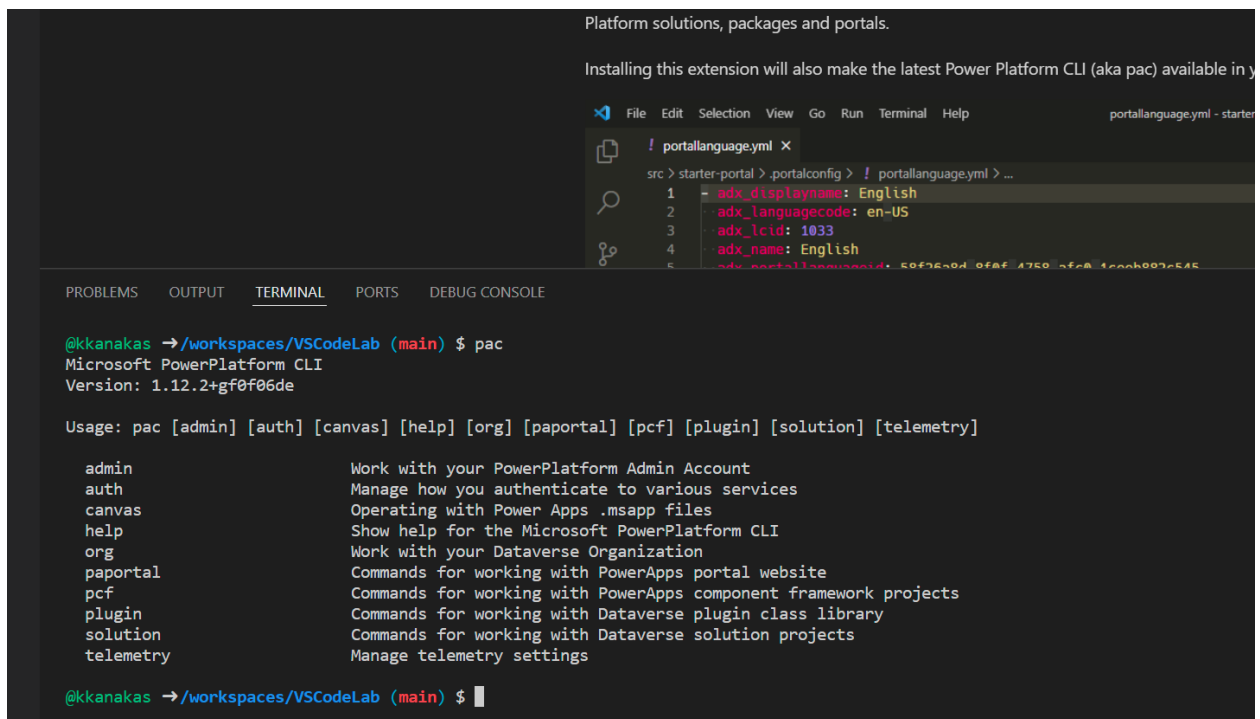 Platform solutions, packages and portals.
Installing this extension will also make the latest Power Platform CLI (aka pac) available in
File Edit Selection View Go Run Terminal Help portallanguage.yml - starter
! portallanguage.yml ×
src > starter-portal > .portalconfig > ! portallanguage.yml > ...
1 - adx_displayname: English
2 adx_languagecode: en-US
3 adx_lcid: 1033
4 adx_name: English
PROBLEMS OUTPUT TERMINAL PORTS DEBUG CONSOLE
@kkanakas ➜/workspaces/VSCodeLab (main) $ pac
Microsoft PowerPlatform CLI
Version: 1.12.2+gf0f06de
Usage: pac [admin] [auth] [canvas] [help] [org] [paportal] [pcf] [plugin] [solution] [telemetry]
admin Work with your PowerPlatform Admin Account
auth Manage how you authenticate to various services
canvas Operating with Power Apps .msapp files
help Show help for the Microsoft PowerPlatform CLI
org Work with your Dataverse Organization
paportal Commands for working with PowerApps portal website
pcf Commands for working with PowerApps component framework projects
plugin Commands for working with Dataverse plugin class library
solution Commands for working with Dataverse solution projects
telemetry Manage telemetry settings
@kkanakas ➜/workspaces/VSCodeLab (main) $